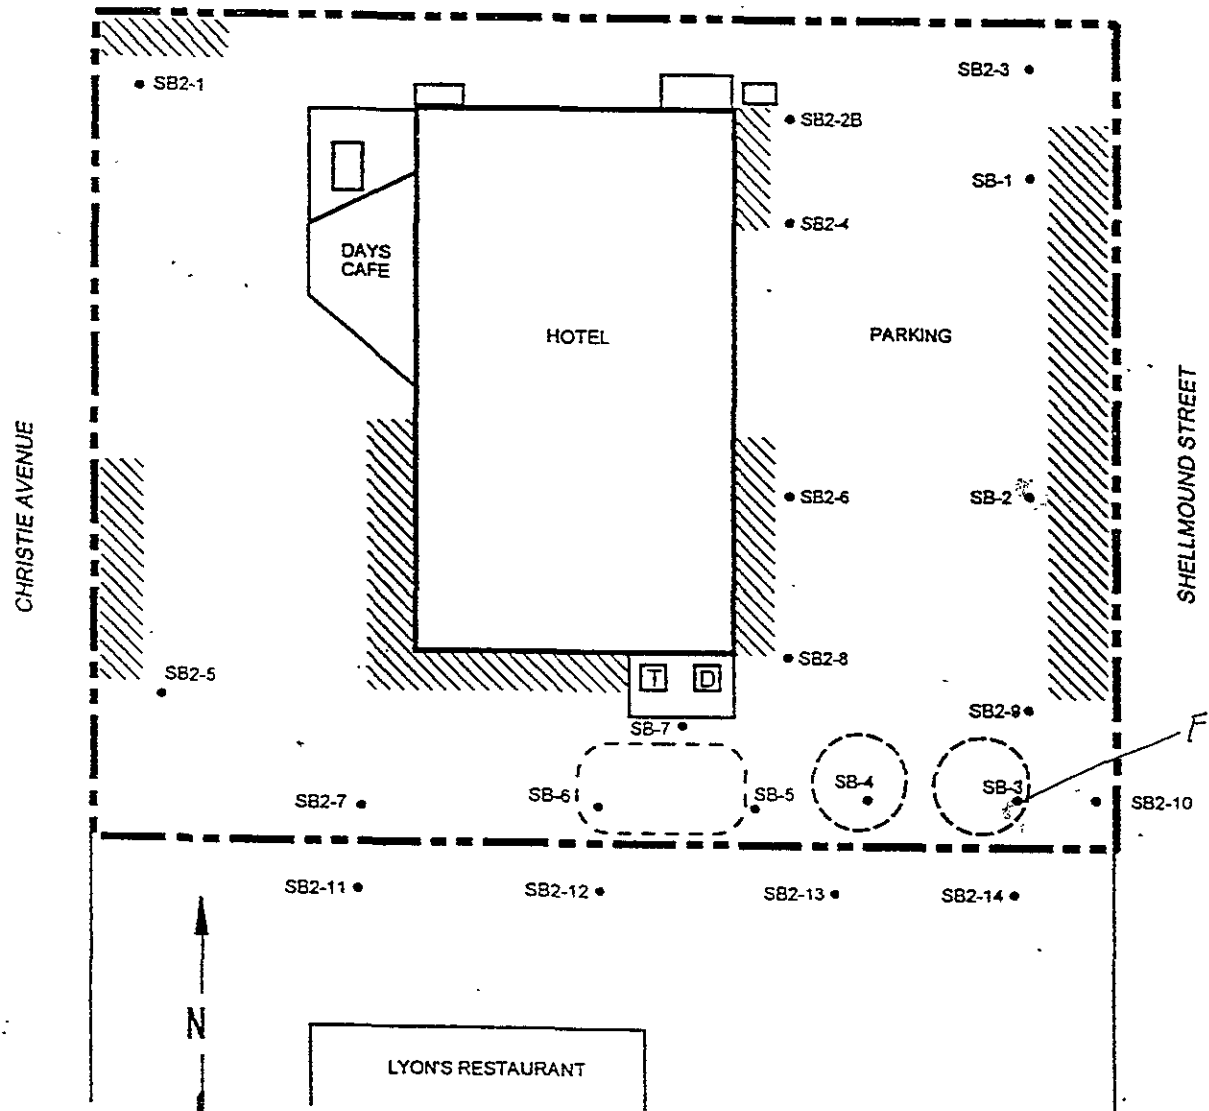 SB2-3
SB2-1
SB2-2B
SB-1
SB2-4
DAYS
CAFE
HOTEL
PARKING
CHRISTIE AVENUE
SHELLMOUND STREET
SB2-6
SB-2
SB2-8
SB2-5
T
D
SB2-9
SB-7
F
SB-4
SB-3
SB-6
SB-5
SB2-7
SB2-10
SB2-11
SB2-12
SB2-13
SB2-14
N
LYON'S RESTAURANT